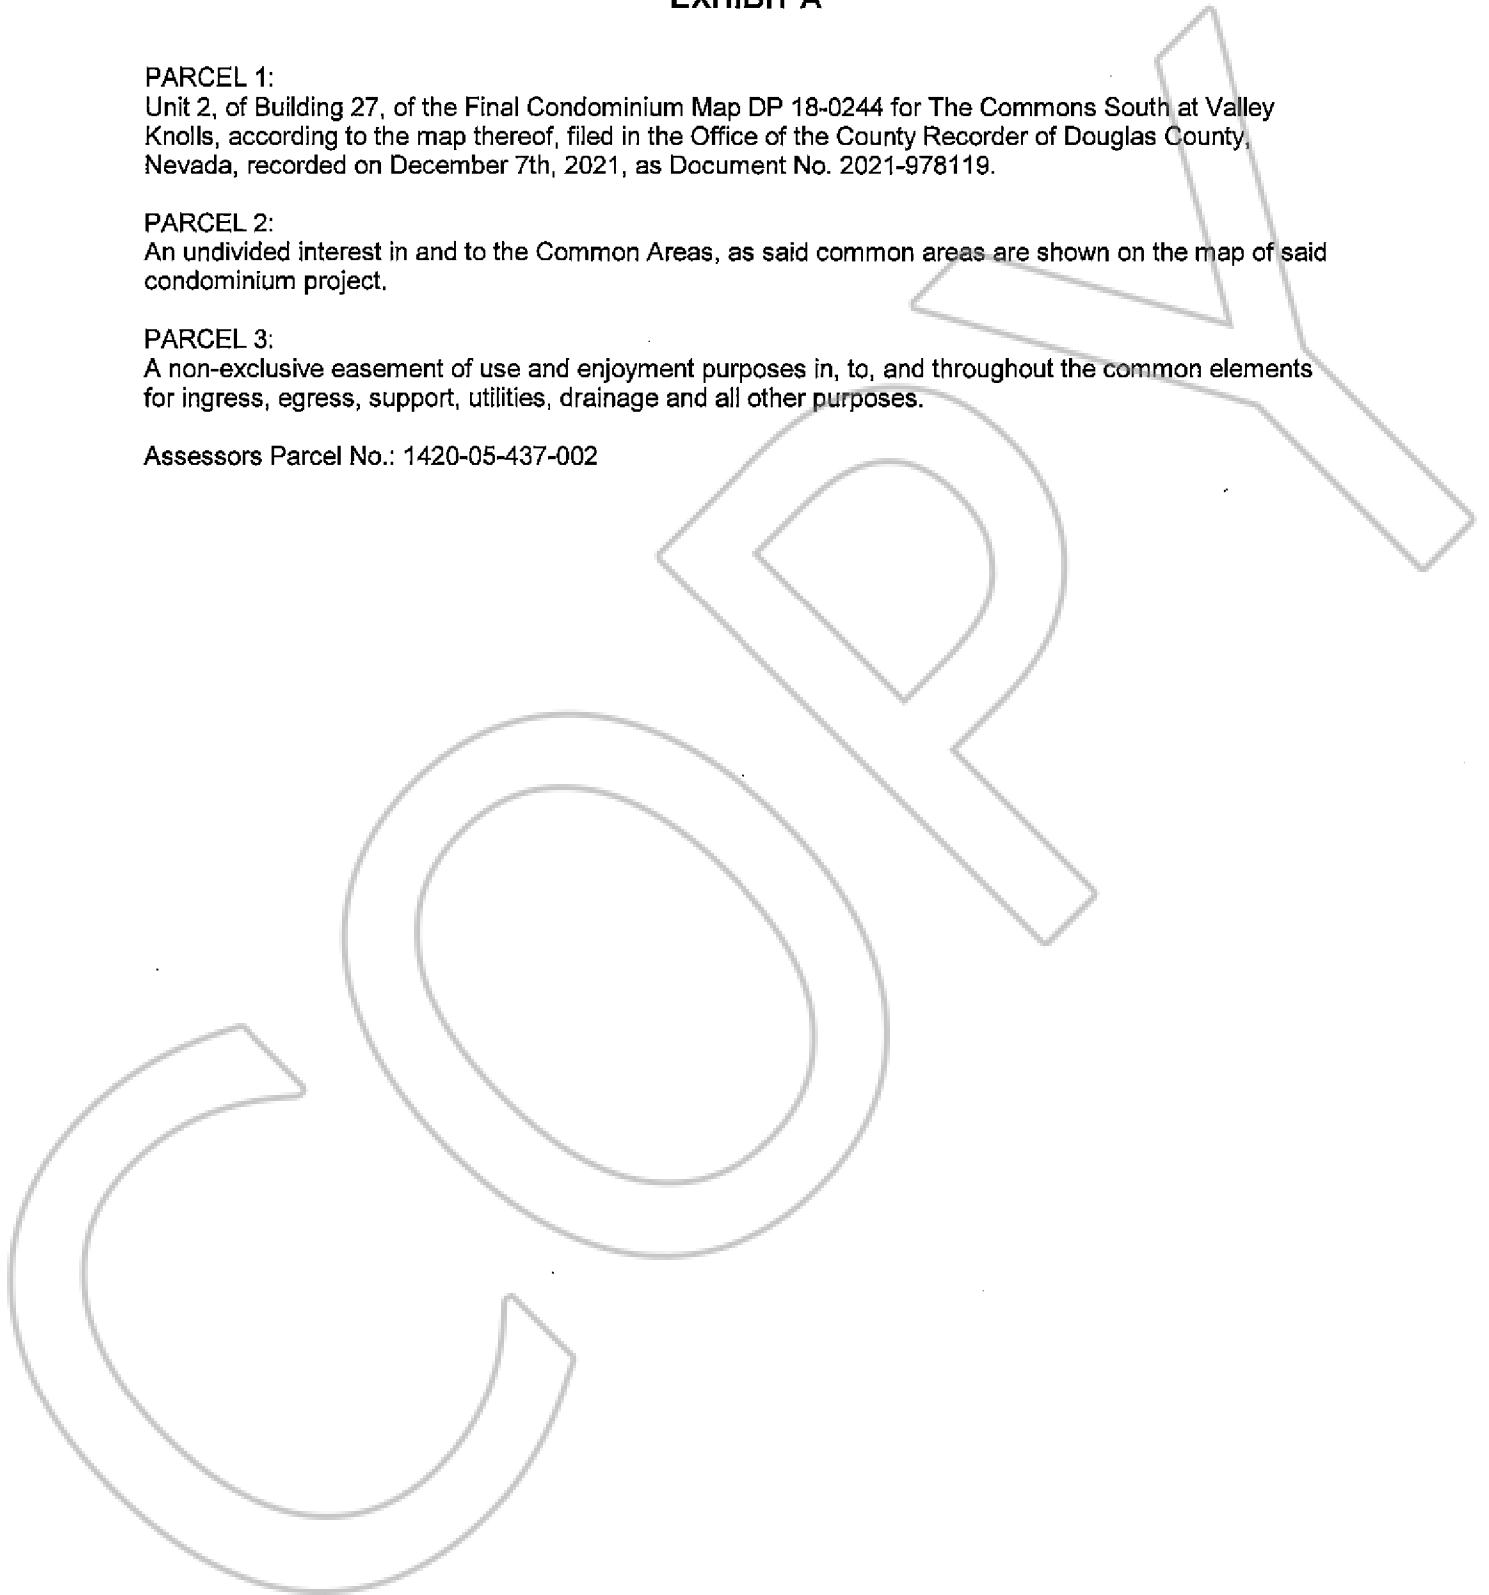 EXHIBIT A
PARCEL 1:
Unit 2, of Building 27, of the Final Condominium Map DP 18-0244 for The Commons South at Valley
Knolls, according to the map thereof, filed in the Office of the County Recorder of Douglas County,
Nevada, recorded on December 7th, 2021, as Document No. 2021-978119.
PARCEL 2:
An undivided interest in and to the Common Areas, as said common areas are shown on the map of said
condominium project.
PARCEL 3:
A non-exclusive easement of use and enjoyment purposes in, to, and throughout the common elements
for ingress, egress, support, utilities, drainage and all other purposes.
Assessors Parcel No.: 1420-05-437-002
COPY